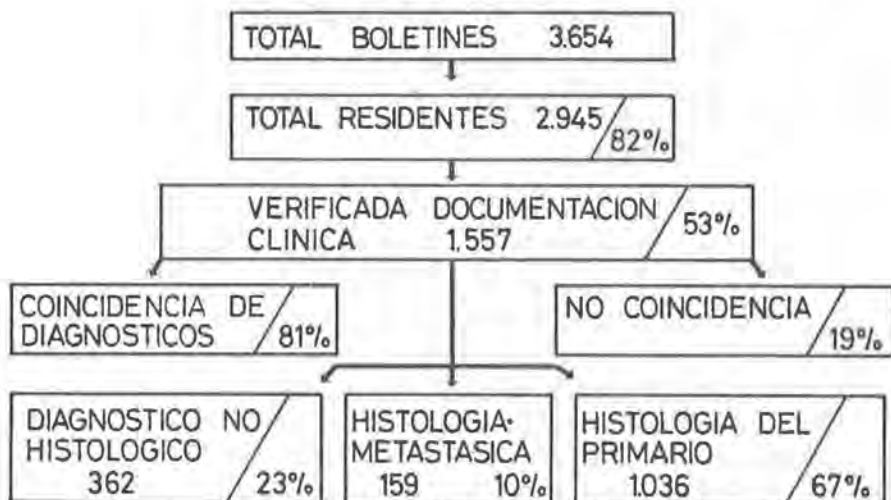 TOTAL BOLETINES 3.654
TOTAL RESIDENTES 2.945
82%
VERIFICADA DOCUMENTACION
CLINICA 1.557
53%
COINCIDENCIA DE
DIAGNOSTICOS 81%
NO COINCIDENCIA
19%
DIAGNOSTICO NO
HISTOLOGICO
362 23%
HISTOLOGIA·
METASTASICA
159 10%
HISTOLOGIA DEL
PRIMARIO
1.036 67%